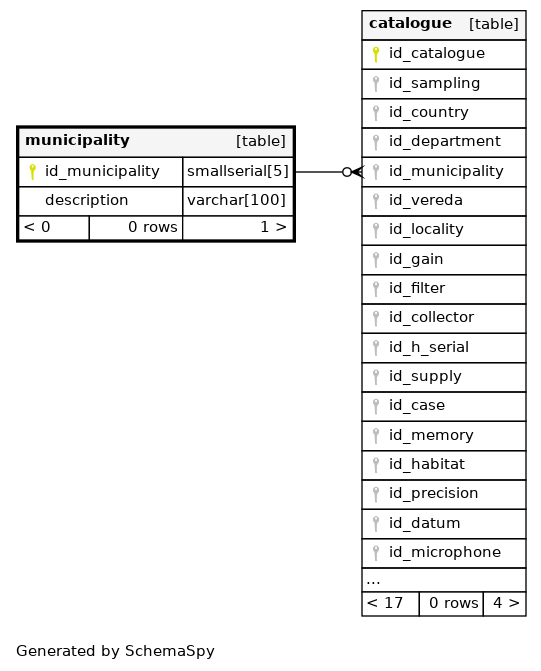 municipality [table]
id_municipality smallserial[5]
description varchar[100]
< 0 0 rows 1 >
catalogue [table]
id_catalogue
id_sampling
id_country
id_department
id_municipality
id_vereda
id_locality
id_gain
id_filter
id_collector
id_h_serial
id_supply
id_case
id_memory
id_habitat
id_precision
id_datum
id_microphone
...
< 17 0 rows 4 >
Generated by SchemaSpy